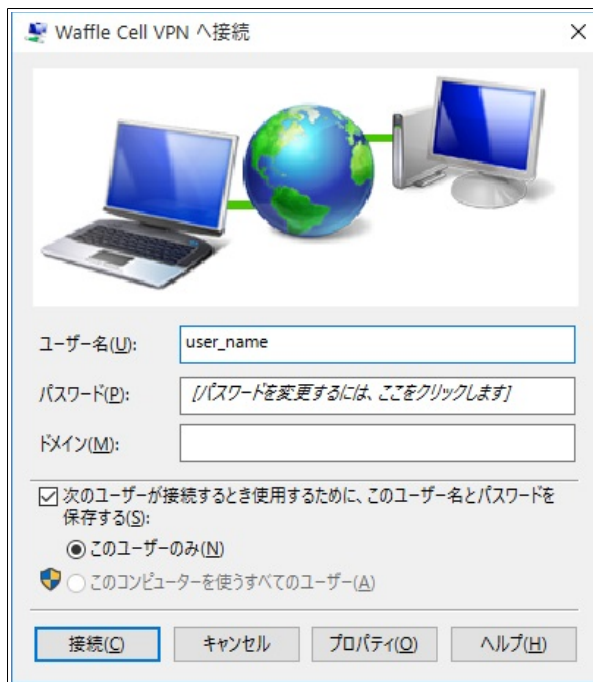 Waffle Cell VPN へ接続
ユーザー名(U):
user_name
パスワード(P):
[パスワードを変更するには、ここをクリックします]
ドメイン(M):
次のユーザーが接続するとき使用するために、このユーザー名とパスワードを
保存する(S):
このユーザーのみ(N)
このコンピューターを使うすべてのユーザー(A)
接続(C) キャンセル プロパティ(O) ヘルプ(H)